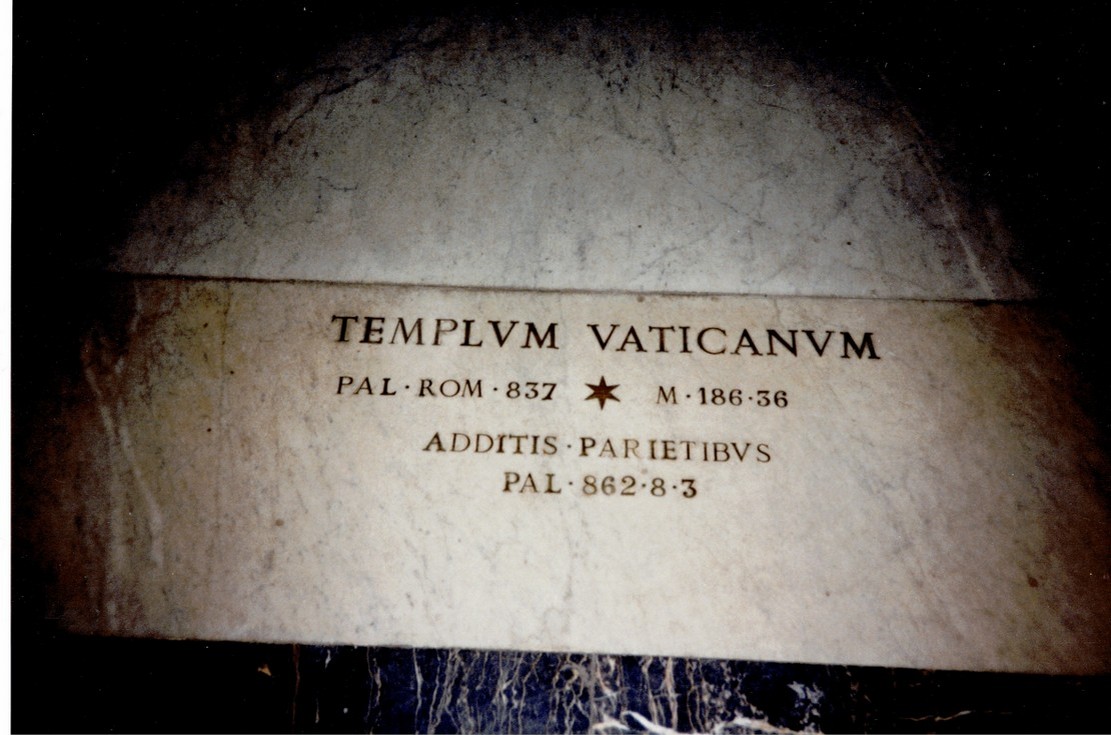 TEMPLVM VATICANVM
PAL · ROM · 837 ★ M · 186·36
ADDITIS · PARIETIBVS
PAL · 862·8·3